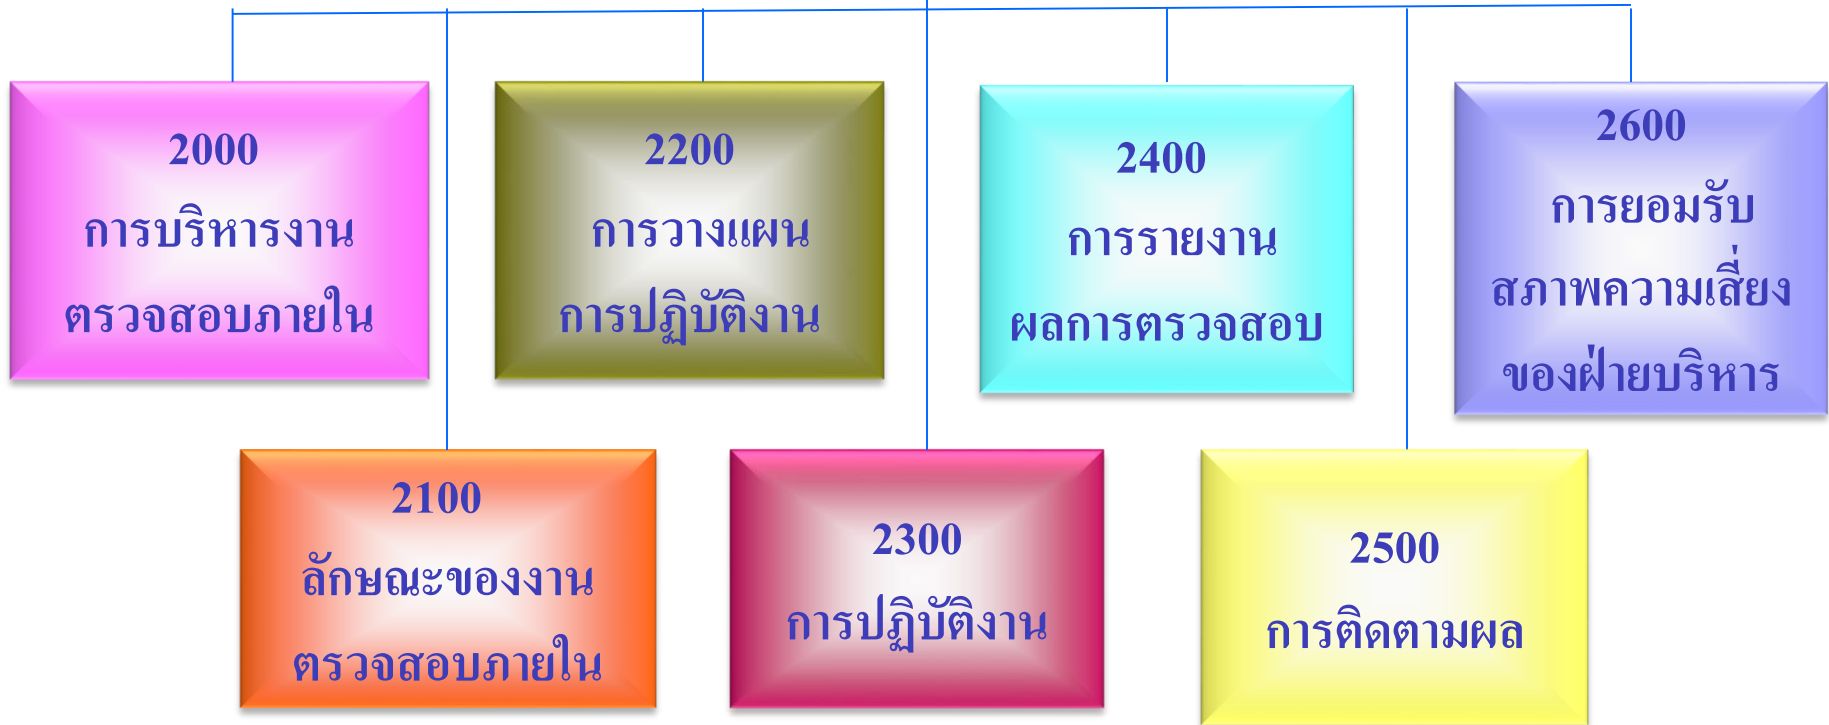 2000
การบริหารงาน
ตรวจสอบภายใน
2200
การวางแผน
การปฏิบัติงาน
2400
การรายงาน
ผลการตรวจสอบ
2600
การยอมรับ
สภาพความเสี่ยง
ของฝ่ายบริหาร
2100
ลักษณะของงาน
ตรวจสอบภายใน
2300
การปฏิบัติงาน
2500
การติดตามผล